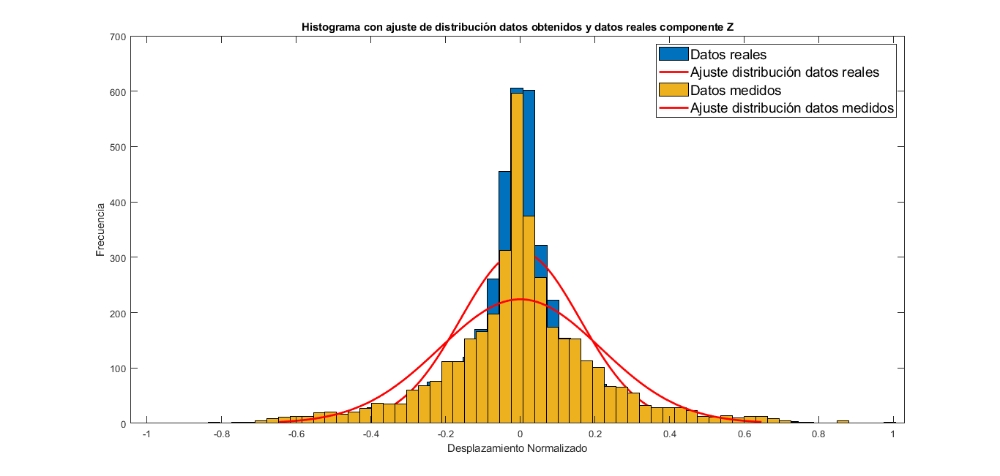 Histograma con ajuste de distribución datos obtenidos y datos reales componente Z
700
600
500
400
300
200
100
0
Frecuencia
Datos reales
Ajuste distribución datos reales
Datos medidos
Ajuste distribución datos medidos
-1 -0.8 -0.6 -0.4 -0.2 0 0.2 0.4 0.6 0.8 1
Desplazamiento Normalizado